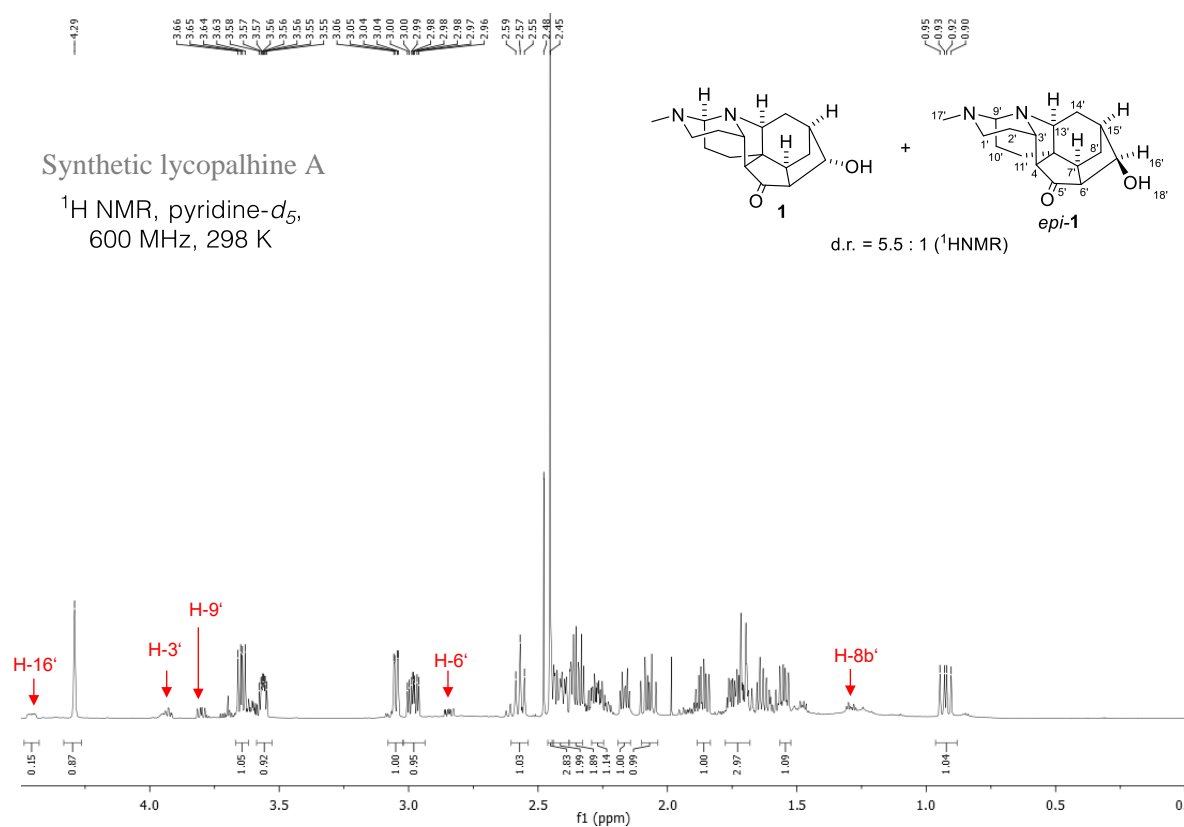 4.29
3.66
3.65
3.64
3.63
3.58
3.57
3.57
3.56
3.56
3.56
3.55
3.55
3.06
3.05
3.04
3.04
3.00
3.00
2.99
2.98
2.98
2.98
2.97
2.96
2.59
2.57
2.55
2.48
2.45
0.95
0.93
0.92
0.90
Synthetic lycopalhine A
¹H NMR, pyridine-d₅,
600 MHz, 298 K
H
N
N
H
H
H
O
OH
1
+
17'
N
9'
H
N
H
14'
H
13'
15'
3'
2'
1'
10'
11'
4
H
8'
7'
H
16'
5'
6'
O
OH
18'
epi-1
d.r. = 5.5 : 1 (¹HNMR)
H-16‘
H-3‘
H-9‘
H-6‘
H-8b‘
0.15
0.87
1.05
0.92
1.00
0.95
1.03
2.83
1.99
1.89
1.14
1.00
0.99
1.00
2.97
1.09
1.04
4.0
3.5
3.0
2.5
2.0
1.5
1.0
0.5
f1 (ppm)